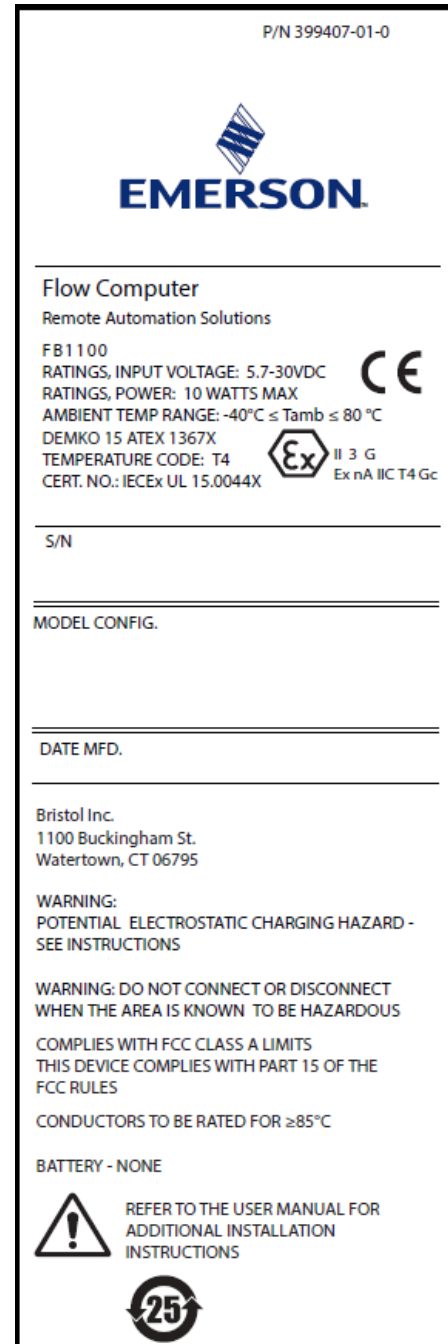 P/N 399407-01-0
EMERSON™
Flow Computer
Remote Automation Solutions
FB1100
RATINGS, INPUT VOLTAGE: 5.7-30VDC
CE
RATINGS, POWER: 10 WATTS MAX
AMBIENT TEMP RANGE: -40°C ≤ Tamb ≤ 80 °C
DEMKO 15 ATEX 1367X
TEMPERATURE CODE: T4
CERT. NO.: IECEx UL 15.0044X
Ex
II 3 G
Ex nA IIC T4 Gc
S/N
MODEL CONFIG.
DATE MFD.
Bristol Inc.
1100 Buckingham St.
Watertown, CT 06795
WARNING:
POTENTIAL ELECTROSTATIC CHARGING HAZARD -
SEE INSTRUCTIONS
WARNING: DO NOT CONNECT OR DISCONNECT
WHEN THE AREA IS KNOWN TO BE HAZARDOUS
COMPLIES WITH FCC CLASS A LIMITS
THIS DEVICE COMPLIES WITH PART 15 OF THE
FCC RULES
CONDUCTORS TO BE RATED FOR ≥85°C
BATTERY - NONE
REFER TO THE USER MANUAL FOR
ADDITIONAL INSTALLATION
INSTRUCTIONS
25